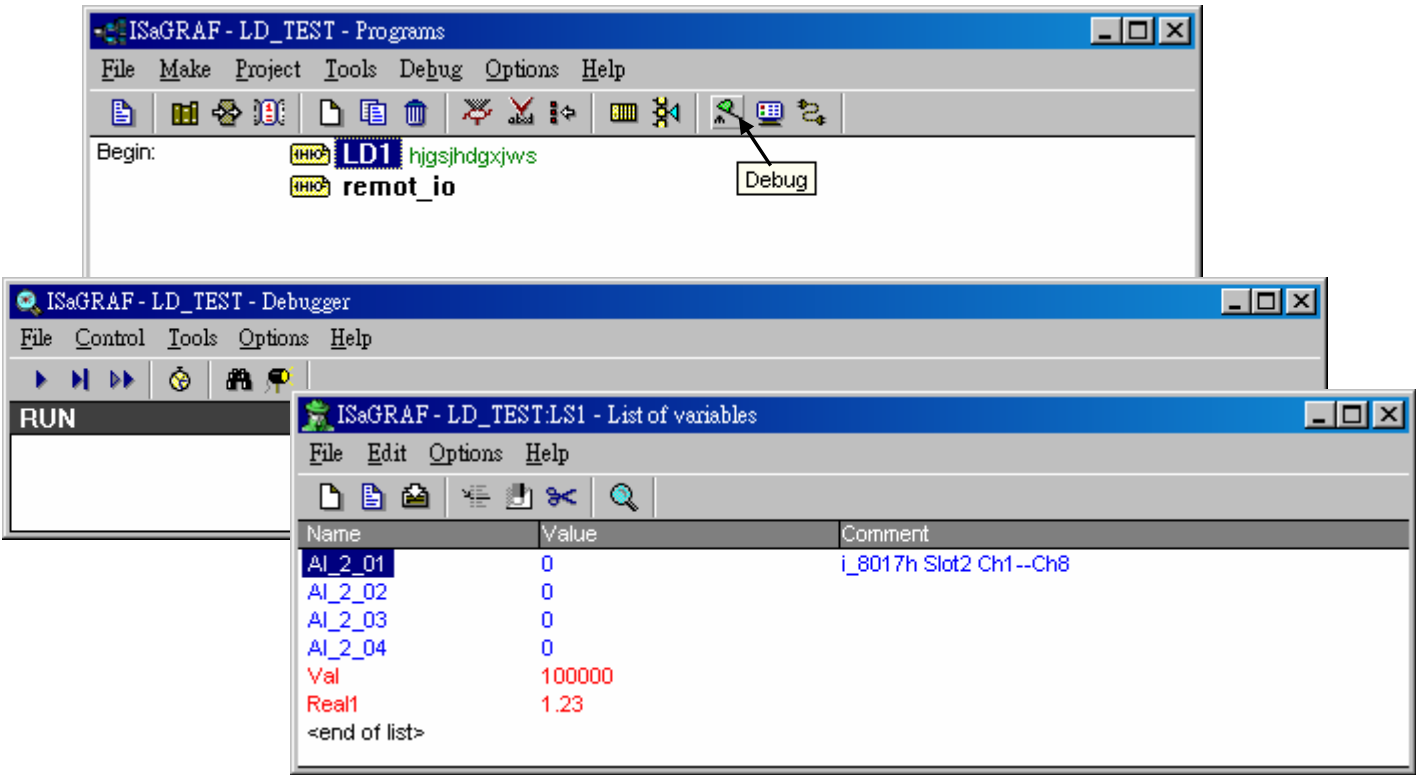 ISaGRAF - LD_TEST - Programs
File Make Project Tools Debug Options Help
Begin: LD1 hjgsjhdgxjws
remot_io
Debug
ISaGRAF - LD_TEST - Debugger
File Control Tools Options Help
RUN
ISaGRAF - LD_TEST:LS1 - List of variables
File Edit Options Help
Name Value Comment
AI_2_01 0 i_8017h Slot2 Ch1--Ch8
AI_2_02 0
AI_2_03 0
AI_2_04 0
Val 100000
Real1 1.23
<end of list>